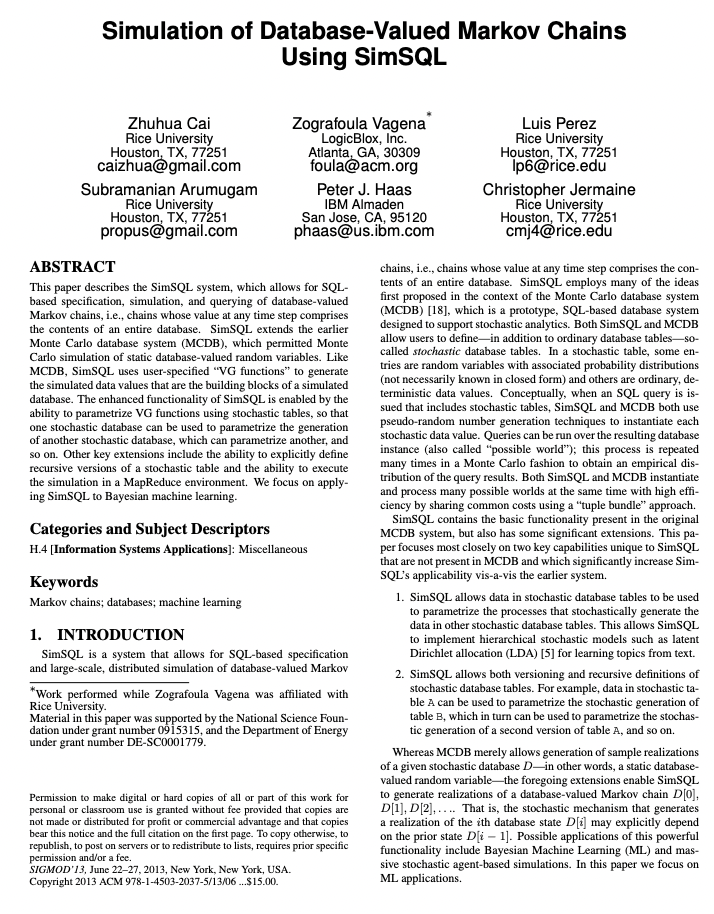 Simulation of Database-Valued Markov Chains
Using SimSQL
Zhuhua Cai
Rice University
Houston, TX, 77251
caizhua@gmail.com
Zografoula Vagena*
LogicBlox, Inc.
Atlanta, GA, 30309
foula@acm.org
Luis Perez
Rice University
Houston, TX, 77251
lp6@rice.edu
Subramanian Arumugam
Rice University
Houston, TX, 77251
propus@gmail.com
Peter J. Haas
IBM Almaden
San Jose, CA, 95120
phaas@us.ibm.com
Christopher Jermaine
Rice University
Houston, TX, 77251
cmj4@rice.edu
ABSTRACT
This paper describes the SimSQL system, which allows for SQL-
based specification, simulation, and querying of database-valued
Markov chains, i.e., chains whose value at any time step comprises
the contents of an entire database. SimSQL extends the earlier
Monte Carlo database system (MCDB), which permitted Monte
Carlo simulation of static database-valued random variables. Like
MCDB, SimSQL uses user-specified “VG functions” to generate
the simulated data values that are the building blocks of a simulated
database. The enhanced functionality of SimSQL is enabled by the
ability to parametrize VG functions using stochastic tables, so that
one stochastic database can be used to parametrize the generation
of another stochastic database, which can parametrize another, and
so on. Other key extensions include the ability to explicitly define
recursive versions of a stochastic table and the ability to execute
the simulation in a MapReduce environment. We focus on apply-
ing SimSQL to Bayesian machine learning.
Categories and Subject Descriptors
H.4 [Information Systems Applications]: Miscellaneous
Keywords
Markov chains; databases; machine learning
1. INTRODUCTION
SimSQL is a system that allows for SQL-based specification
and large-scale, distributed simulation of database-valued Markov
*Work performed while Zografoula Vagena was affiliated with
Rice University.
Material in this paper was supported by the National Science Foun-
dation under grant number 0915315, and the Department of Energy
under grant number DE-SC0001779.
Permission to make digital or hard copies of all or part of this work for
personal or classroom use is granted without fee provided that copies are
not made or distributed for profit or commercial advantage and that copies
bear this notice and the full citation on the first page. To copy otherwise, to
republish, to post on servers or to redistribute to lists, requires prior specific
permission and/or a fee.
SIGMOD'13, June 22–27, 2013, New York, New York, USA.
Copyright 2013 ACM 978-1-4503-2037-5/13/06 ...$15.00.
chains, i.e., chains whose value at any time step comprises the con-
tents of an entire database. SimSQL employs many of the ideas
first proposed in the context of the Monte Carlo database system
(MCDB) [18], which is a prototype, SQL-based database system
designed to support stochastic analytics. Both SimSQL and MCDB
allow users to define—in addition to ordinary database tables—so-
called stochastic database tables. In a stochastic table, some en-
tries are random variables with associated probability distributions
(not necessarily known in closed form) and others are ordinary, de-
terministic data values. Conceptually, when an SQL query is is-
sued that includes stochastic tables, SimSQL and MCDB both use
pseudo-random number generation techniques to instantiate each
stochastic data value. Queries can be run over the resulting database
instance (also called “possible world”); this process is repeated
many times in a Monte Carlo fashion to obtain an empirical dis-
tribution of the query results. Both SimSQL and MCDB instantiate
and process many possible worlds at the same time with high effi-
ciency by sharing common costs using a “tuple bundle” approach.
SimSQL contains the basic functionality present in the original
MCDB system, but also has some significant extensions. This pa-
per focuses most closely on two key capabilities unique to SimSQL
that are not present in MCDB and which significantly increase Sim-
SQL's applicability vis-a-vis the earlier system.
1. SimSQL allows data in stochastic database tables to be used
to parametrize the processes that stochastically generate the
data in other stochastic database tables. This allows SimSQL
to implement hierarchical stochastic models such as latent
Dirichlet allocation (LDA) [5] for learning topics from text.
2. SimSQL allows both versioning and recursive definitions of
stochastic database tables. For example, data in stochastic ta-
ble A can be used to parametrize the stochastic generation of
table B, which in turn can be used to parametrize the stochas-
tic generation of a second version of table A, and so on.
Whereas MCDB merely allows generation of sample realizations
of a given stochastic database D—in other words, a static database-
valued random variable—the foregoing extensions enable SimSQL
to generate realizations of a database-valued Markov chain D[0],
D[1], D[2], . . .. That is, the stochastic mechanism that generates
a realization of the ith database state D[i] may explicitly depend
on the prior state D[i − 1]. Possible applications of this powerful
functionality include Bayesian Machine Learning (ML) and mas-
sive stochastic agent-based simulations. In this paper we focus on
ML applications.